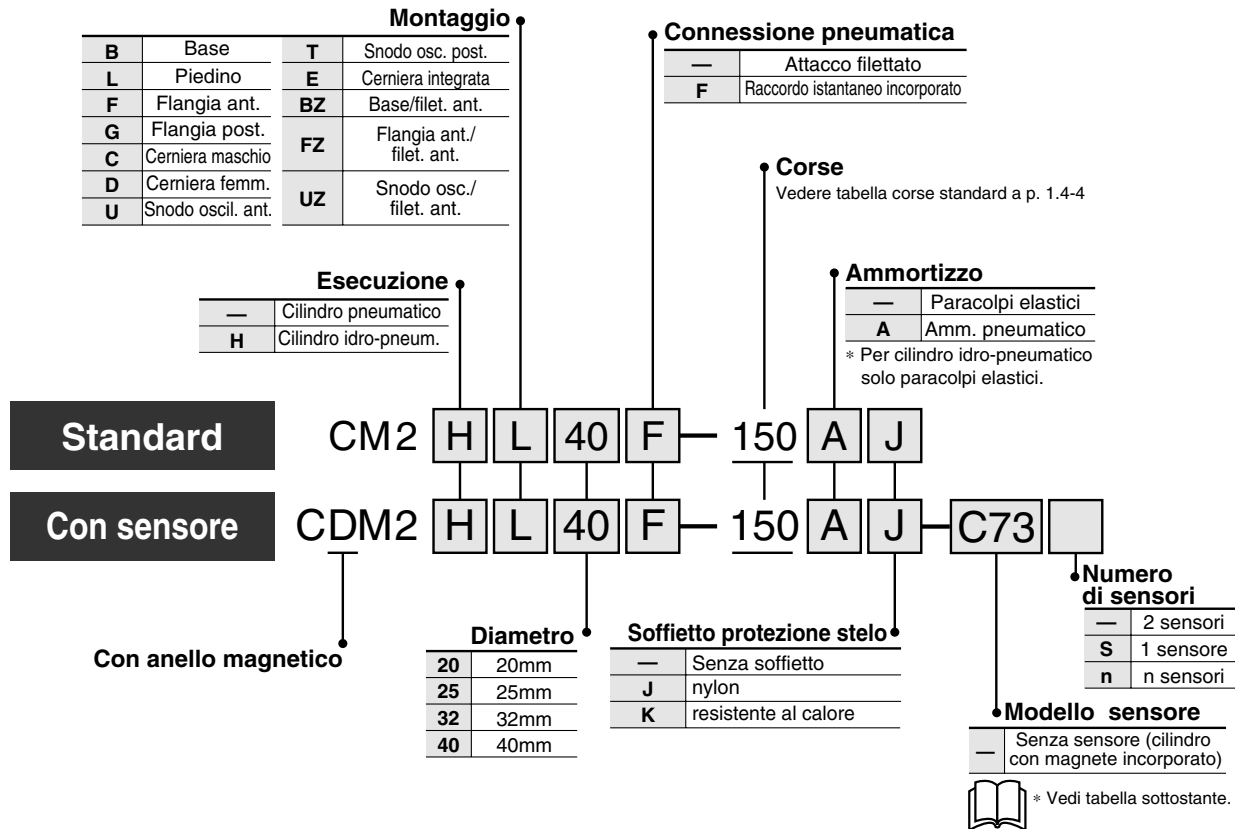 Montaggio
B Base T Snodo osc. post.
L Piedino E Cerniera integrata
F Flangia ant. BZ Base/filet. ant.
G Flangia post. FZ Flangia ant./
filet. ant.
C Cerniera maschio
D Cerniera femm. UZ Snodo osc./
filet. ant.
U Snodo oscil. ant.
Connessione pneumatica
— Attacco filettato
F Raccordo istantaneo incorporato
Corse
Vedere tabella corse standard a p. 1.4-4
Esecuzione
— Cilindro pneumatico
H Cilindro idro-pneum.
Ammortizzo
— Paracolpi elastici
A Amm. pneumatico
* Per cilindro idro-pneumatico
solo paracolpi elastici.
Standard CM2 H L 40 F — 150 A J
Con sensore CDM2 H L 40 F — 150 A J — C73
Con anello magnetico
Diametro
20 20mm
25 25mm
32 32mm
40 40mm
Soffietto protezione stelo
— Senza soffietto
J nylon
K resistente al calore
Numero
di sensori
— 2 sensori
S 1 sensore
n n sensori
Modello sensore
— Senza sensore (cilindro
con magnete incorporato)
* Vedi tabella sottostante.